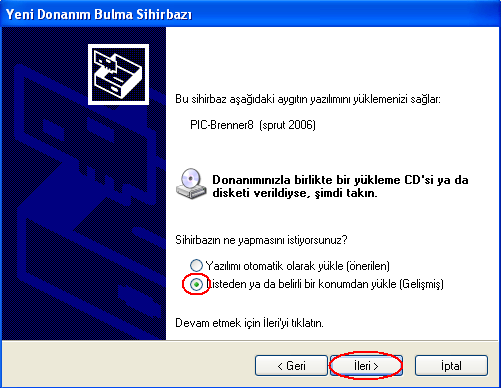 Yeni Donanım Bulma Sihirbazı
Bu sihirbaz aşağıdaki aygıtın yazılımını yüklemenizi sağlar:
PIC-Brenner8 (sprut 2006)
Donanımınızla birlikte bir yükleme CD'si ya da
disketi verildiyse, şimdi takın.
Sihirbazın ne yapmasını istiyorsunuz?
Yazılımı otomatik olarak yükle (önerilen)
Listeden ya da belirli bir konumdan yükle (Gelişmiş)
Devam etmek için İleri'yi tıklatın.
< Geri
İleri >
İptal